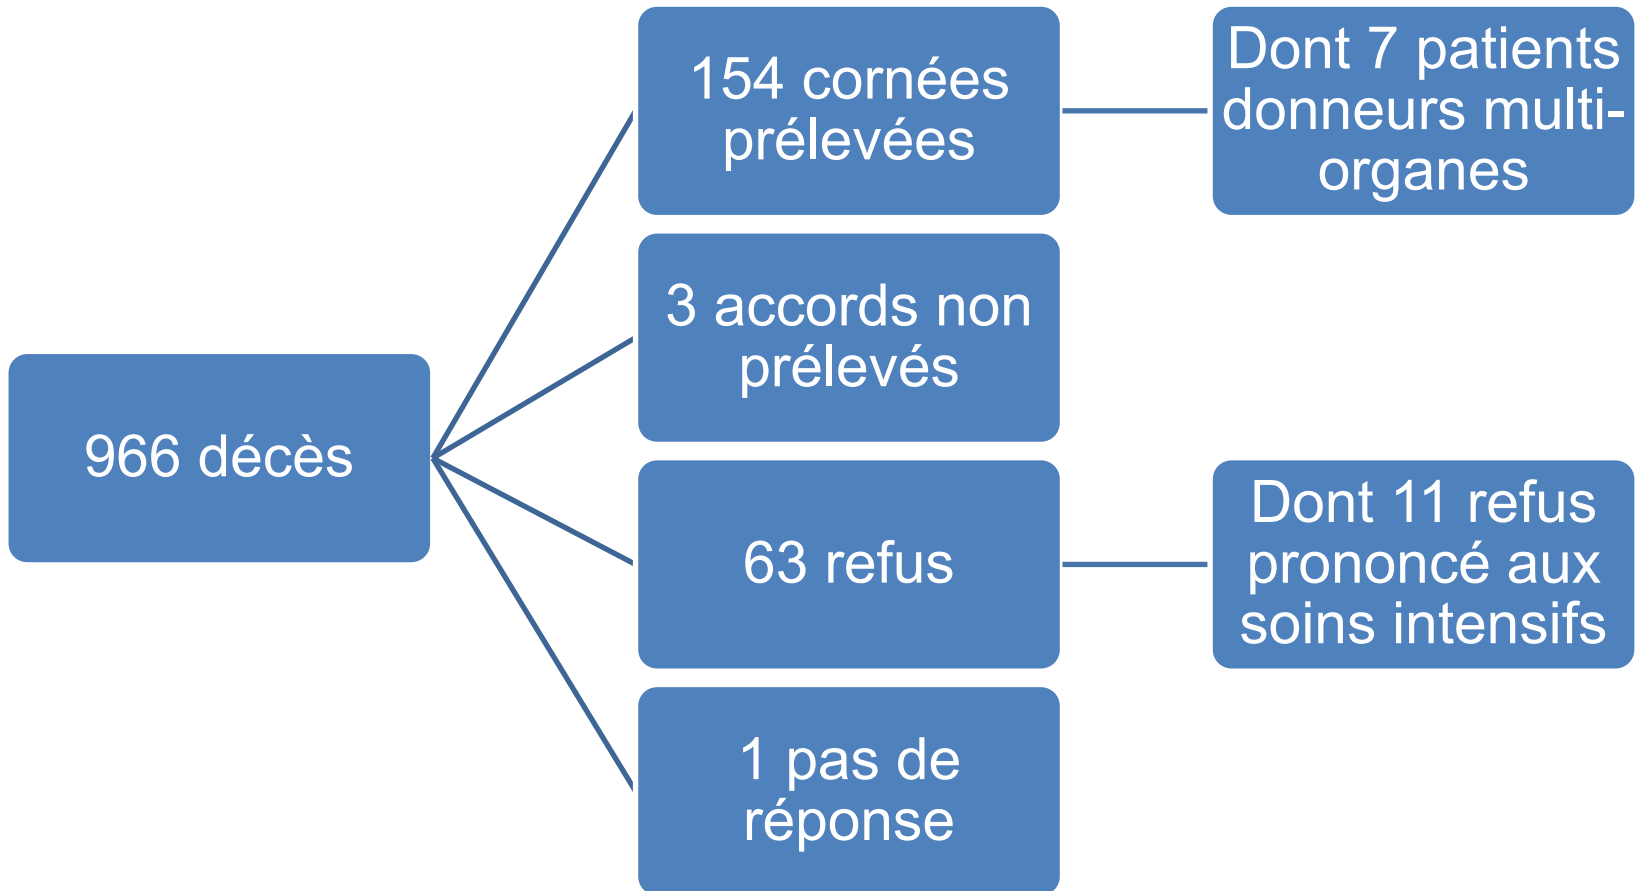 966 décès
154 cornées
prélevées
Dont 7 patients
donneurs multi-
organes
3 accords non
prélevés
63 refus
Dont 11 refus
prononcé aux
soins intensifs
1 pas de
réponse